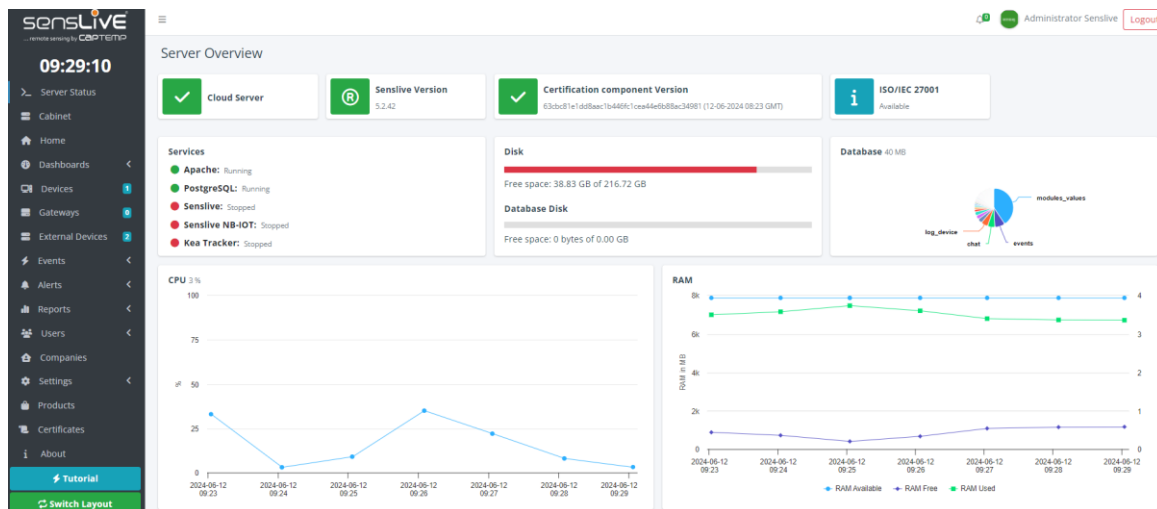 sensLivE
...remote sensing by CAPTEMP
09:29:10
Server Status
Cabinet
Home
Dashboards
Devices 1
Gateways 0
External Devices 2
Events
Alerts
Reports
Users
Companies
Settings
Products
Certificates
About
Tutorial
Switch Layout
0
Administrator Senslive
Logout
Server Overview
Cloud Server
Senslive Version
5.2.42
Certification component Version
63cbc81e1dd8aac1b446fc1cea44e6b88ac34981 (12-06-2024 08:23 GMT)
ISO/IEC 27001
Available
Services
Apache: Running
PostgreSQL: Running
Senslive: Stopped
Senslive NB-IOT: Stopped
Kea Tracker: Stopped
Disk
Free space: 38.83 GB of 216.72 GB
Database Disk
Free space: 0 bytes of 0.00 GB
Database 40 MB
modules_values
log_device
chat
events
CPU 3 %
100
75
50
25
0
%
2024-06-12 09:23
2024-06-12 09:24
2024-06-12 09:25
2024-06-12 09:26
2024-06-12 09:27
2024-06-12 09:28
2024-06-12 09:29
RAM
8k
6k
4k
2k
0
RAM in MB
4
3
2
1
0
2024-06-12 09:23
2024-06-12 09:24
2024-06-12 09:25
2024-06-12 09:26
2024-06-12 09:27
2024-06-12 09:28
2024-06-12 09:29
RAM Available
RAM Free
RAM Used